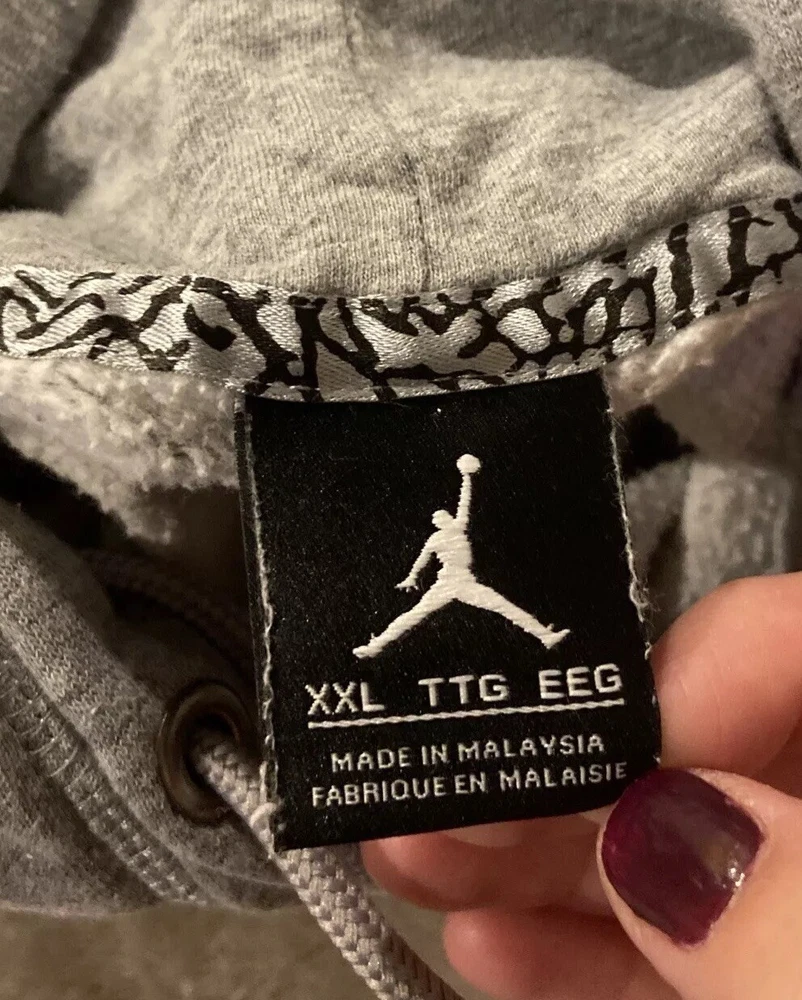 XXL TTG EEG
MADE IN MALAYSIA
FABRIQUE EN MALAISIE